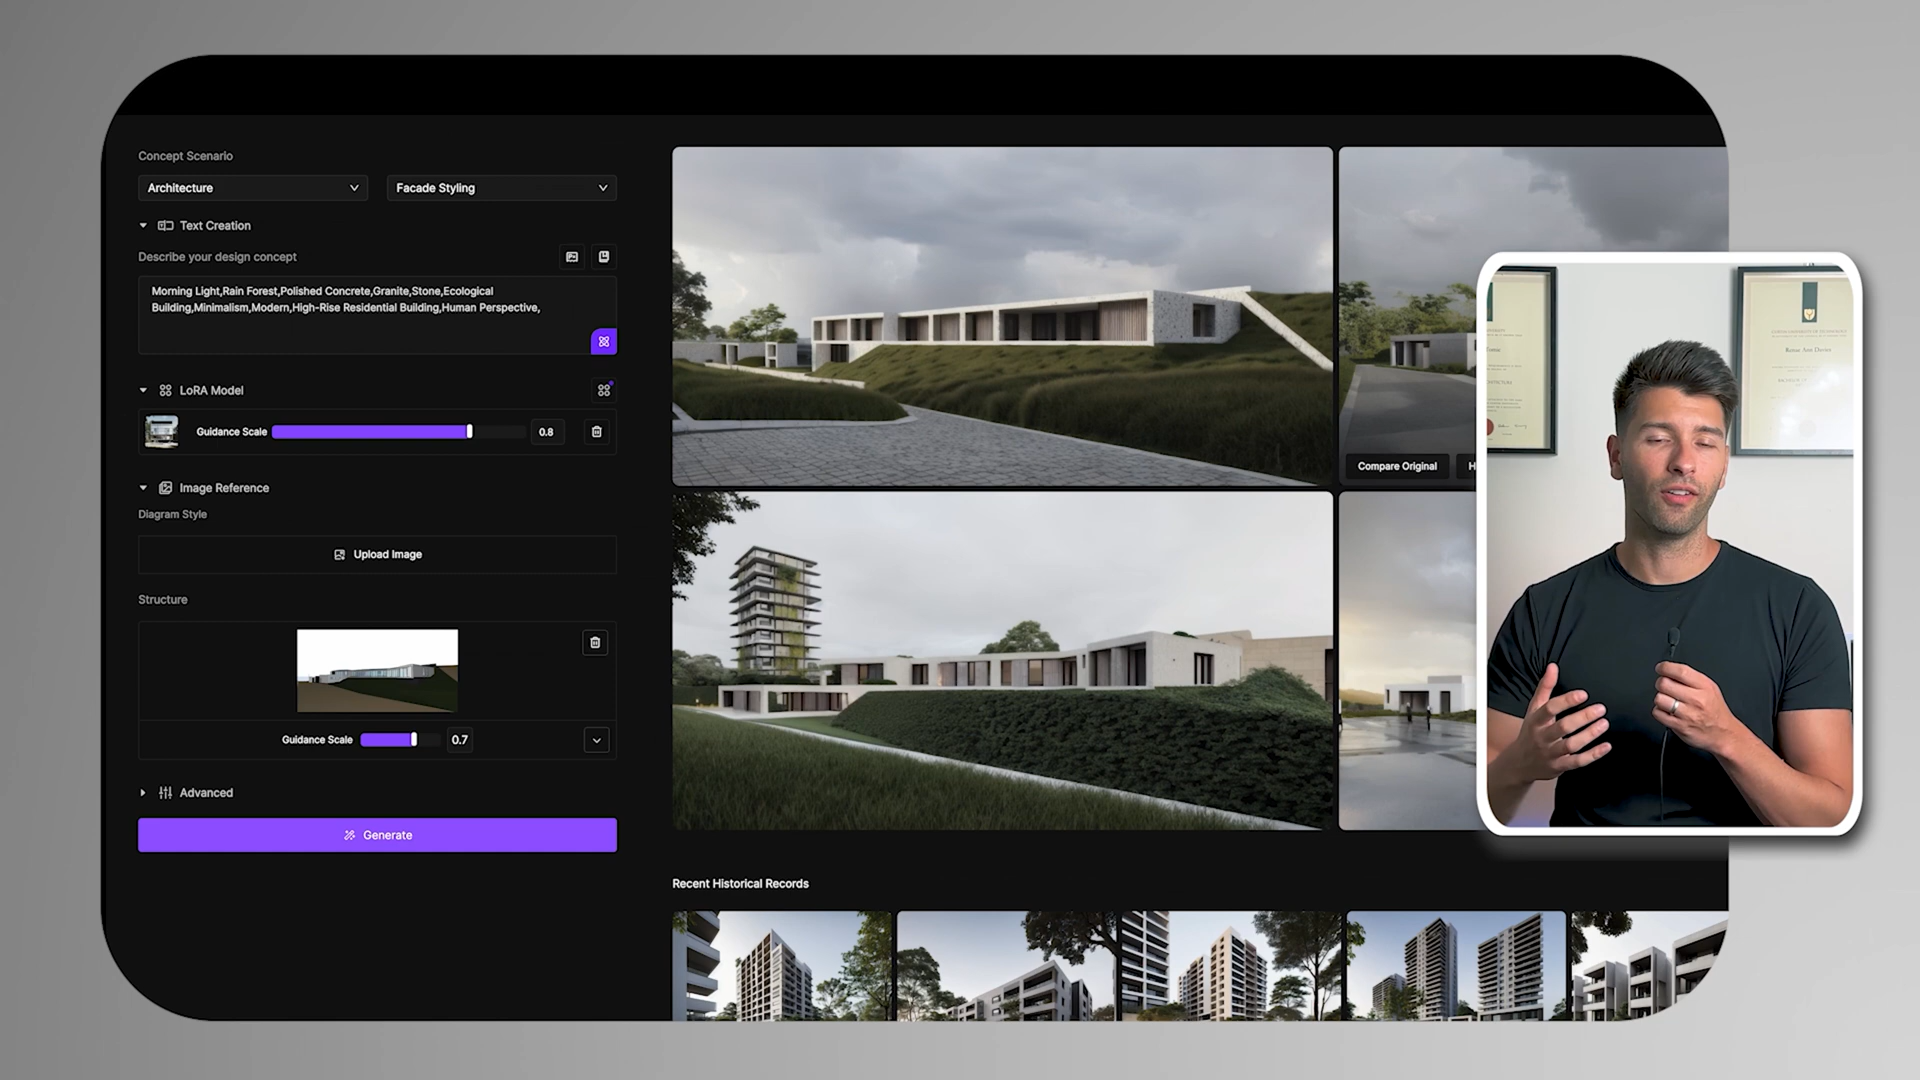 Concept Scenario
Architecture
Facade Styling
Text Creation
Describe your design concept
Morning Light,Rain Forest,Polished Concrete,Granite,Stone,Ecological
Building,Minimalism,Modern,High-Rise Residential Building,Human Perspective,
LoRA Model
Guidance Scale
0.8
Image Reference
Diagram Style
Upload Image
Structure
Guidance Scale
0.7
Advanced
Generate
Compare Original
H
Recent Historical Records